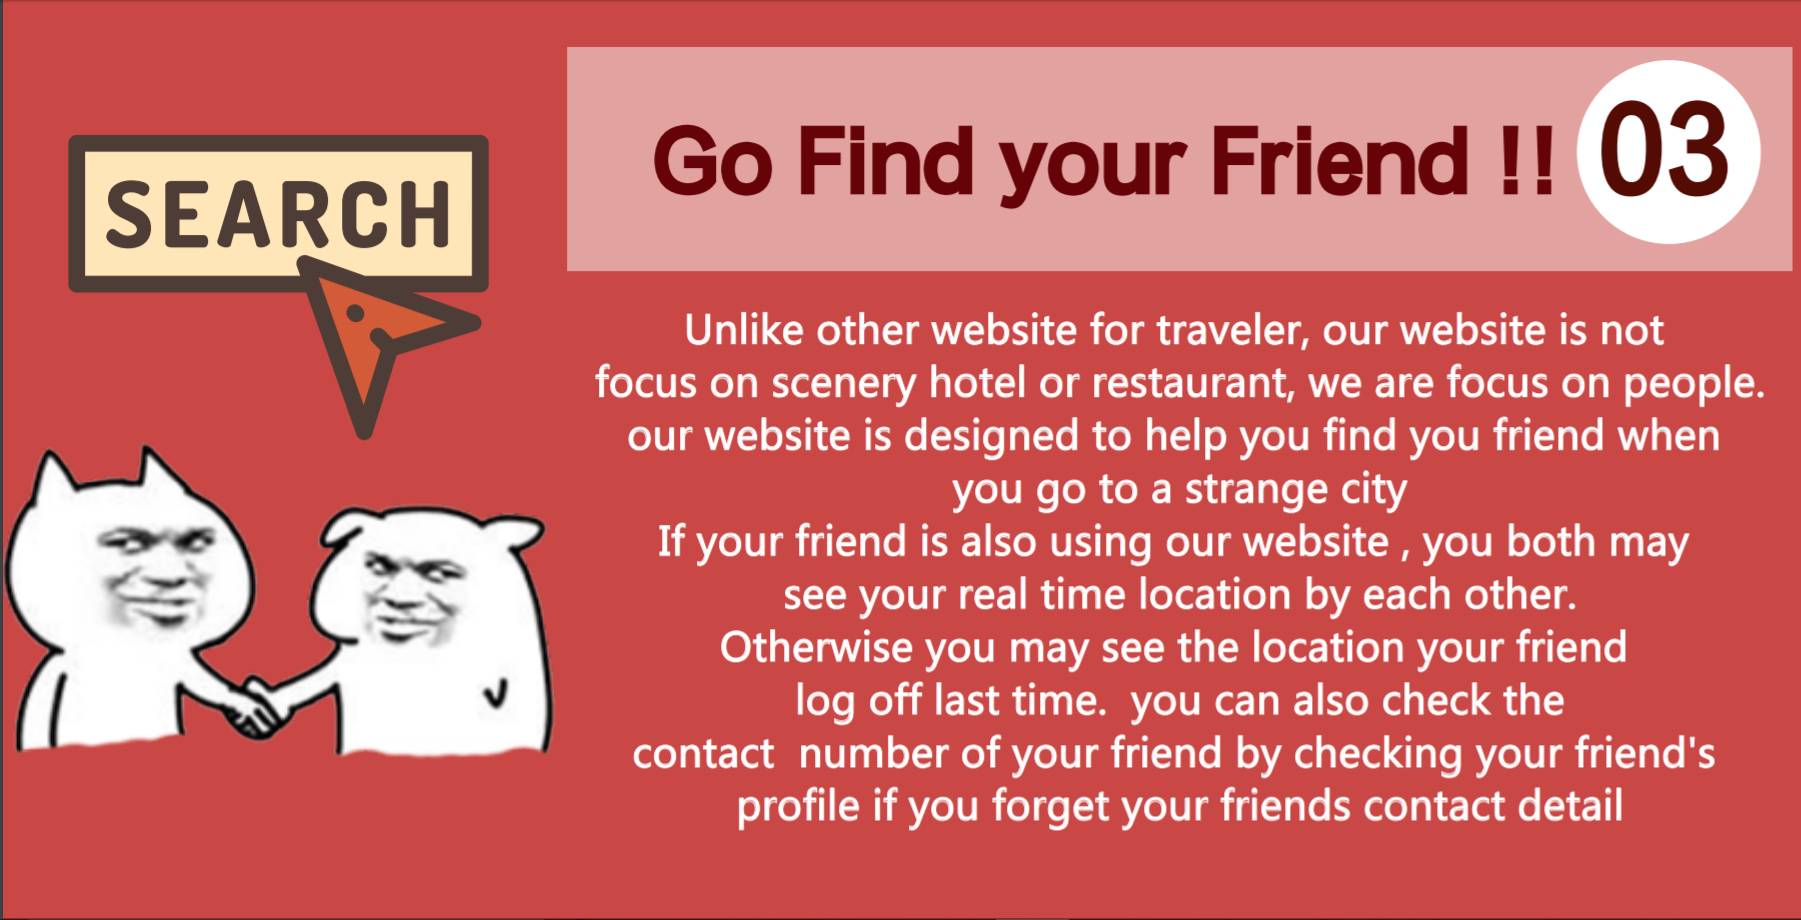 SEARCH
Go Find your Friend !!
03
Unlike other website for traveler, our website is not
focus on scenery hotel or restaurant, we are focus on people.
our website is designed to help you find you friend when
you go to a strange city
If your friend is also using our website , you both may
see your real time location by each other.
Otherwise you may see the location your friend
log off last time.  you can also check the
contact  number of your friend by checking your friend's
profile if you forget your friends contact detail